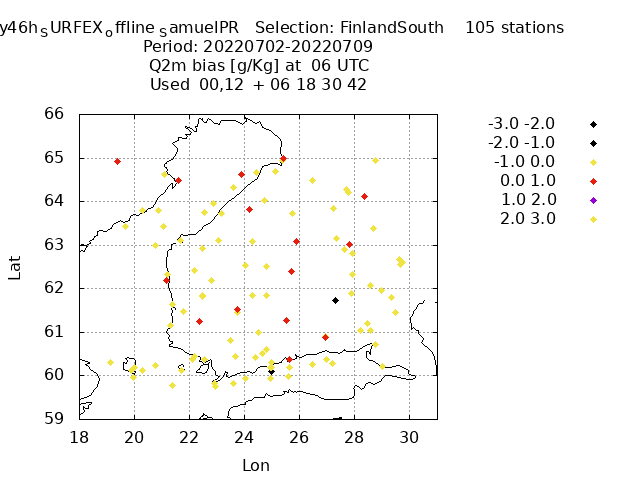 y46hSURFEXoffline SamuelPR Selection: FinlandSouth 105 stations
Period: 20220702-20220709
Q2m bias [g/Kg] at 06 UTC
Used 00,12 + 06 18 30 42
66
65
64
63
62
61
60
59
18 20 22 24 26 28 30
Lat
Lon
-3.0 -2.0
-2.0 -1.0
-1.0 0.0
0.0 1.0
1.0 2.0
2.0 3.0